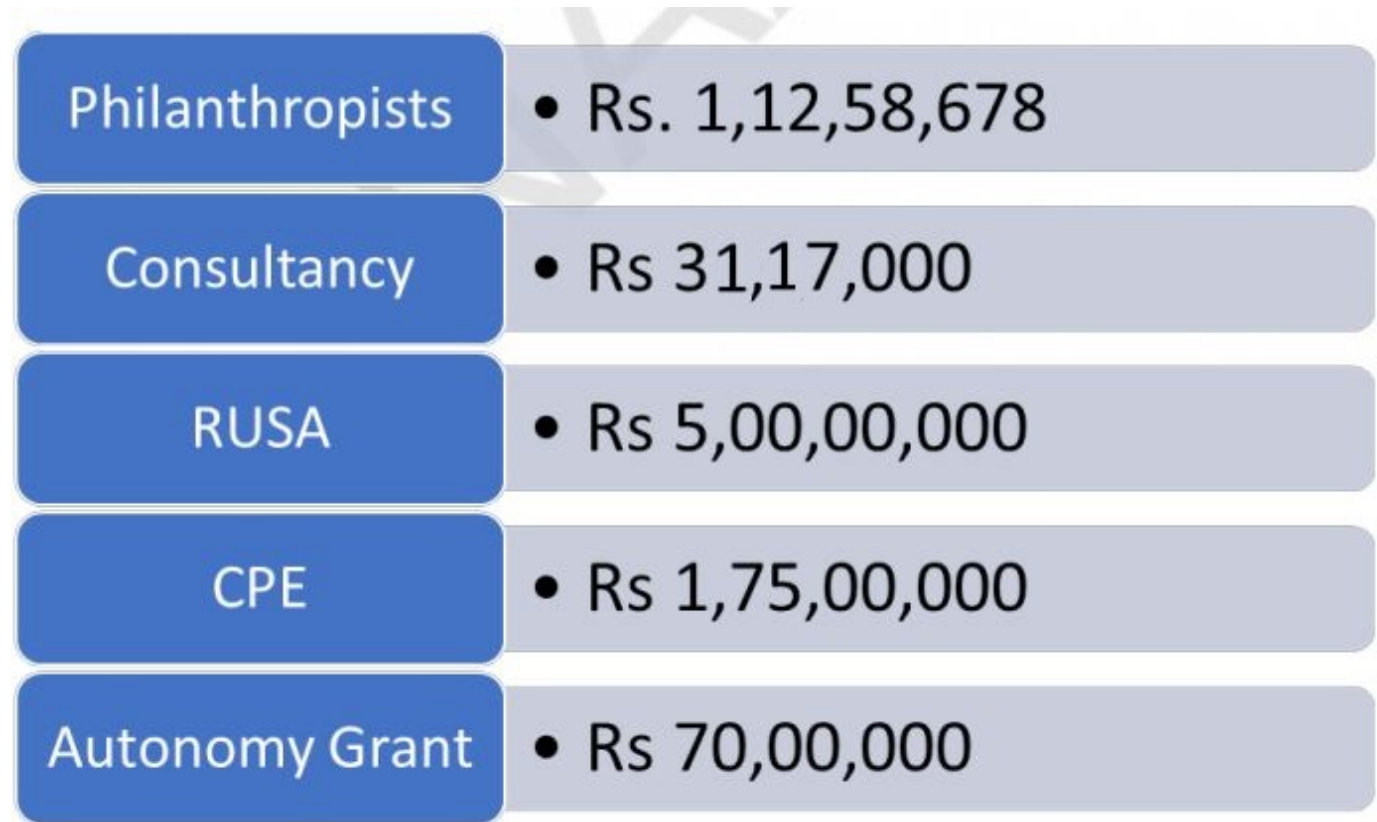 Philanthropists • Rs. 1,12,58,678
Consultancy • Rs 31,17,000
RUSA • Rs 5,00,00,000
CPE • Rs 1,75,00,000
Autonomy Grant • Rs 70,00,000